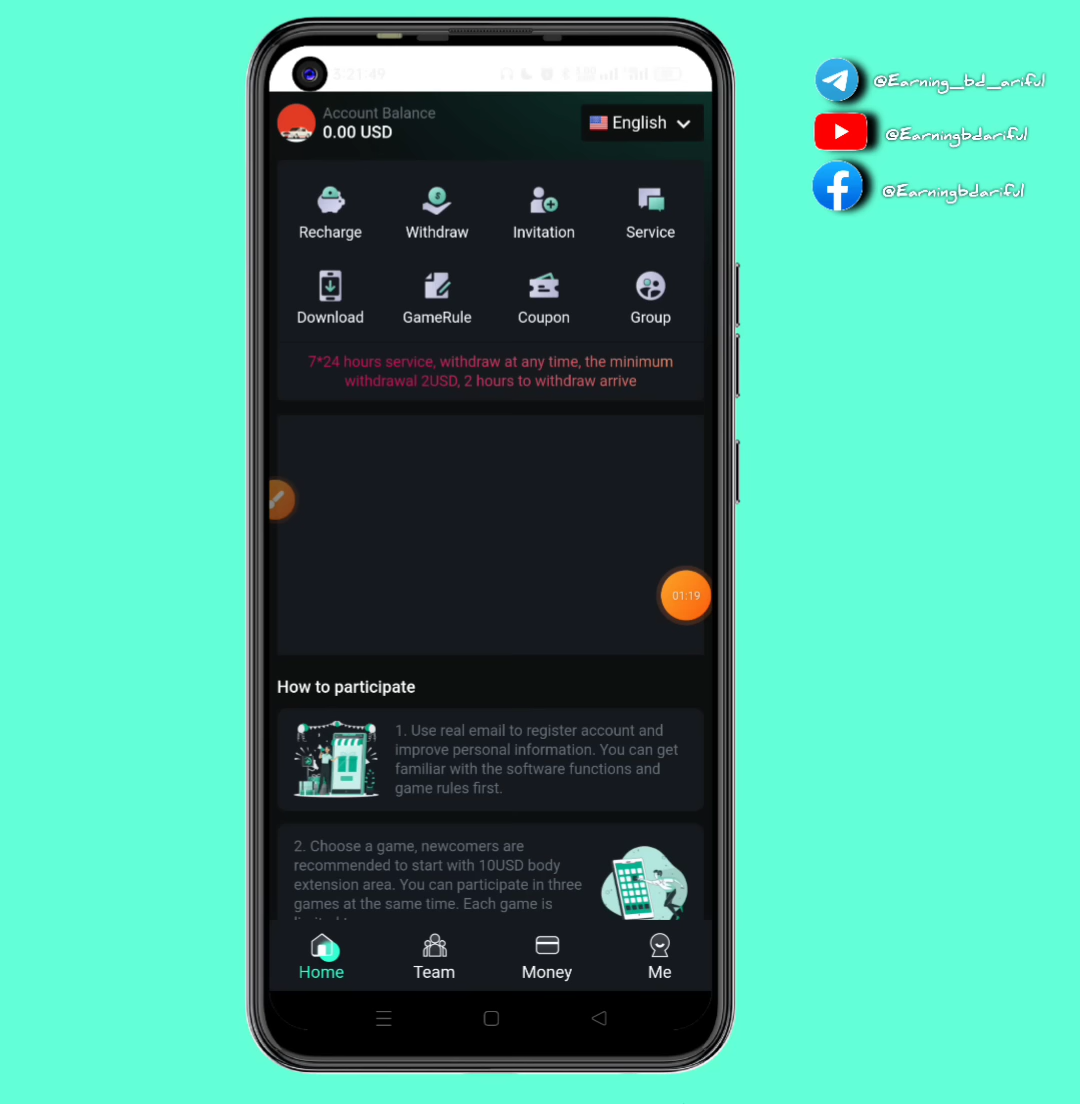 3:21:49
Account Balance
0.00 USD
English
@Earning_bd_ariful
@Earningbdariful
@Earningbdariful
Recharge
Withdraw
Invitation
Service
Download
GameRule
Coupon
Group
7*24 hours service, withdraw at any time, the minimum
withdrawal 2USD, 2 hours to withdraw arrive
01:19
How to participate
1. Use real email to register account and
improve personal information. You can get
familiar with the software functions and
game rules first.
2. Choose a game, newcomers are
recommended to start with 10USD body
extension area. You can participate in three
games at the same time. Each game is
Home
Team
Money
Me